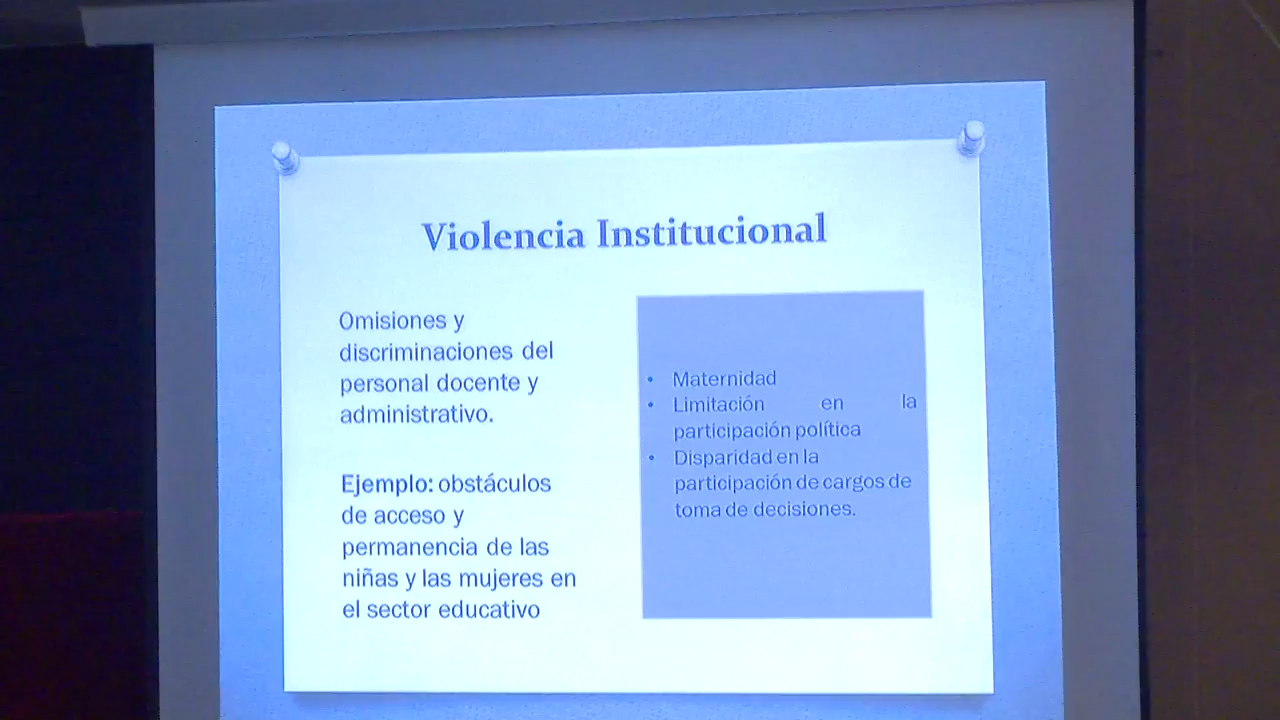 Violencia Institucional
Omisiones y
discriminaciones del
personal docente y
administrativo.
Ejemplo: obstáculos
de acceso y
permanencia de las
niñas y las mujeres en
el sector educativo
• Maternidad
• Limitación en la
participación política
• Disparidad en la
participación de cargos de
toma de decisiones.